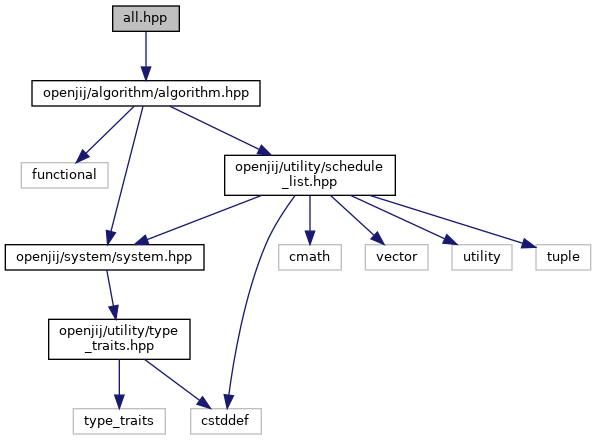 all.hpp
openjij/algorithm/algorithm.hpp
functional
openjij/utility/schedule
_list.hpp
openjij/system/system.hpp
cmath
vector
utility
tuple
openjij/utility/type
_traits.hpp
type_traits
cstddef